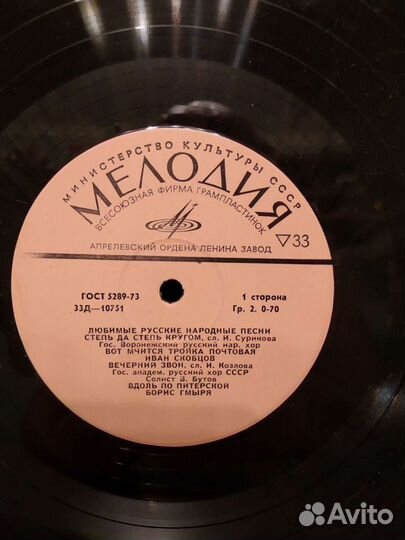 МИНИСТЕРСТВО КУЛЬТУРЫ СССР
МЕЛОДИЯ
ВСЕСОЮЗНАЯ ФИРМА ГРАМПЛАСТИНОК
АПРЕЛЕВСКИЙ ОРДЕНА ЛЕНИНА ЗАВОД
▽33
ГОСТ 5289-73
1 сторона
33Д—10751
Гр. 2. 0-70
ЛЮБИМЫЕ РУССКИЕ НАРОДНЫЕ ПЕСНИ
СТЕПЬ ДА СТЕПЬ КРУГОМ, сл. И. Сурикова
Гос. Воронежский русский нар. хор
ВОТ МЧИТСЯ ТРОЙКА ПОЧТОВАЯ
ИВАН СКОБЦОВ
ВЕЧЕРНИЙ ЗВОН, сл. И. Козлова
Гос. академ. русский хор СССР
Солист З. Бутов
ВДОЛЬ ПО ПИТЕРСКОЙ
БОРИС ГМЫРЯ
Avito